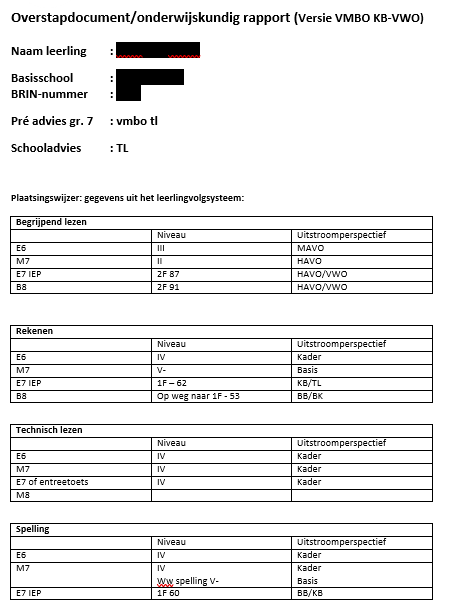 Overstapdocument/onderwijskundig rapport (Versie VMBO KB-VWO)
Naam leerling :
Basisschool :
BRIN-nummer :
Pré advies gr. 7 : vmbo tl
Schooladvies : TL
Plaatsingswijzer: gegevens uit het leerlingvolgsysteem:
Begrijpend lezen
Niveau Uitstroomperspectief
E6 III MAVO
M7 II HAVO
E7 IEP 2F 87 HAVO/VWO
B8 2F 91 HAVO/VWO
Rekenen
Niveau Uitstroomperspectief
E6 IV Kader
M7 V- Basis
E7 IEP 1F – 62 KB/TL
B8 Op weg naar 1F - 53 BB/BK
Technisch lezen
Niveau Uitstroomperspectief
E6 IV Kader
M7 IV Kader
E7 of entreetoets IV Kader
M8
Spelling
Niveau Uitstroomperspectief
E6 IV Kader
M7 IV Kader
Ww spelling V- Basis
E7 IEP 1F 60 BB/KB